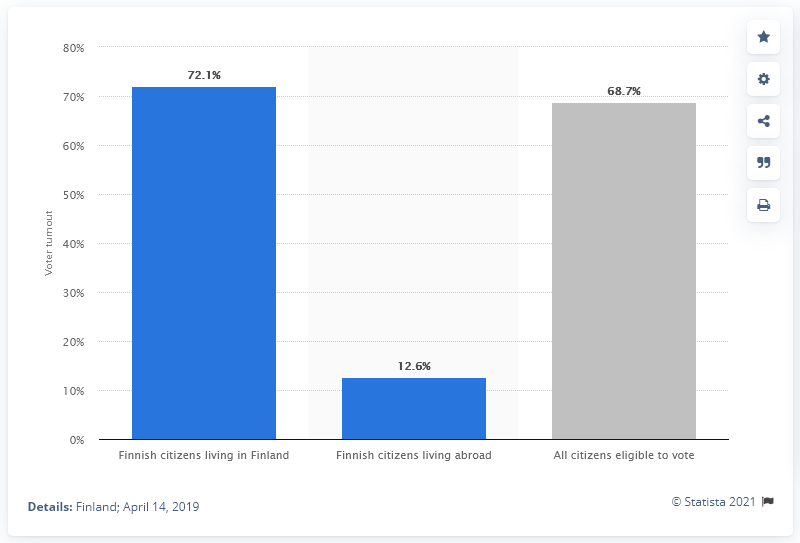 80%
70%
60%
50%
40%
30%
20%
10%
0%
Voter turnout
72.1%
12.6%
68.7%
Finnish citizens living in Finland
Finnish citizens living abroad
All citizens eligible to vote
Details: Finland; April 14, 2019
© Statista 2021